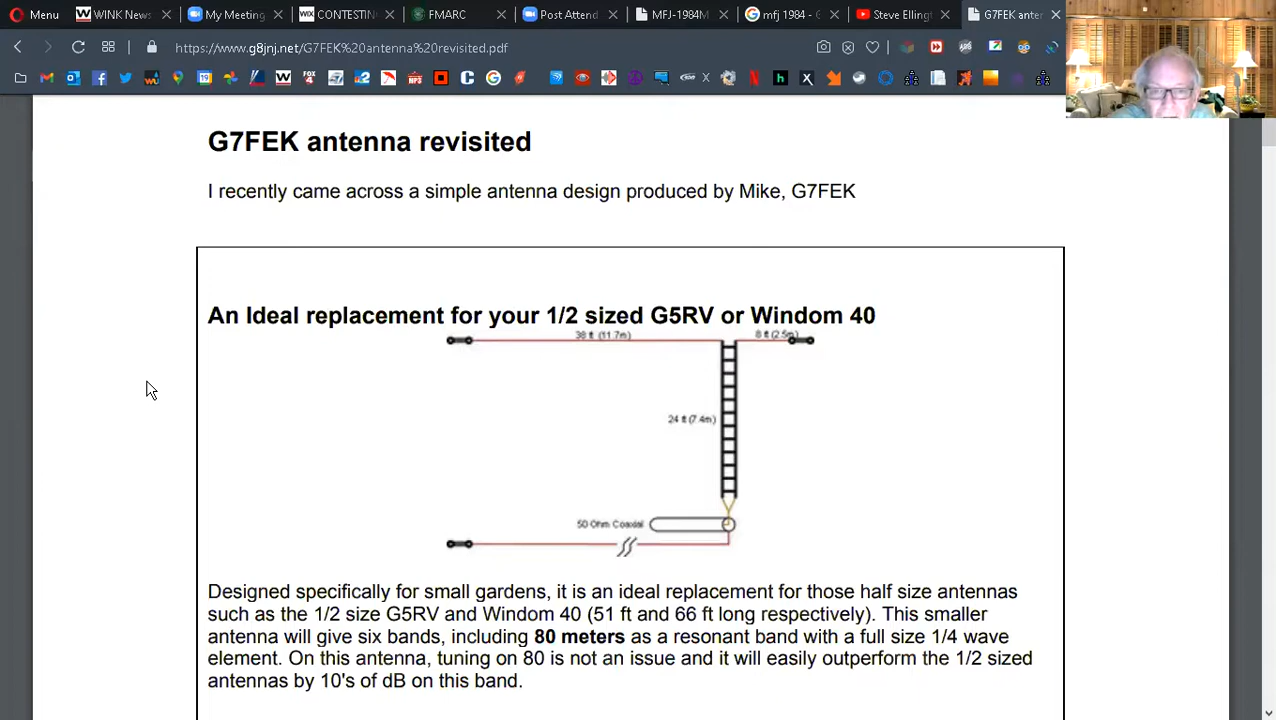 Menu
WINK News
My Meeting
CONTESTIN
FMARC
Post Attend
MFJ-1984M
mfj 1984 - G
Steve Ellingt
G7FEK anter
https://www.g8jnj.net/G7FEK%20antenna%20revisited.pdf
G7FEK antenna revisited
I recently came across a simple antenna design produced by Mike, G7FEK
An Ideal replacement for your 1/2 sized G5RV or Windom 40
38 ft (11.7m)
8 ft (2.5m)
24 ft (7.4m)
50 Ohm Coaxial
Designed specifically for small gardens, it is an ideal replacement for those half size antennas
such as the 1/2 size G5RV and Windom 40 (51 ft and 66 ft long respectively). This smaller
antenna will give six bands, including 80 meters as a resonant band with a full size 1/4 wave
element. On this antenna, tuning on 80 is not an issue and it will easily outperform the 1/2 sized
antennas by 10's of dB on this band.